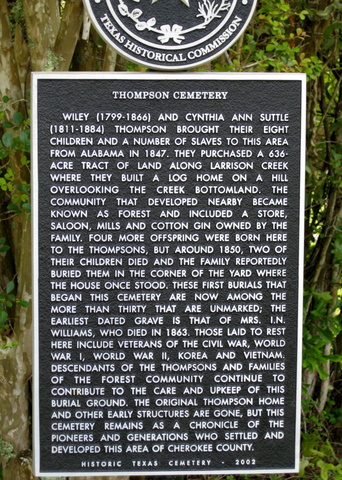 TEXAS HISTORICAL COMMISSION
THOMPSON CEMETERY
WILEY (1799-1866) AND CYNTHIA ANN SUTTLE
(1811-1884) THOMPSON BROUGHT THEIR EIGHT
CHILDREN AND A NUMBER OF SLAVES TO THIS AREA
FROM ALABAMA IN 1847. THEY PURCHASED A 636-
ACRE TRACT OF LAND ALONG LARRISON CREEK
WHERE THEY BUILT A LOG HOME ON A HILL
OVERLOOKING THE CREEK BOTTOMLAND. THE
COMMUNITY THAT DEVELOPED NEARBY BECAME
KNOWN AS FOREST AND INCLUDED A STORE,
SALOON, MILLS AND COTTON GIN OWNED BY THE
FAMILY. FOUR MORE OFFSPRING WERE BORN HERE
TO THE THOMPSONS, BUT AROUND 1850, TWO OF
THEIR CHILDREN DIED AND THE FAMILY REPORTEDLY
BURIED THEM IN THE CORNER OF THE YARD WHERE
THE HOUSE ONCE STOOD. THESE FIRST BURIALS THAT
BEGAN THIS CEMETERY ARE NOW AMONG THE
MORE THAN THIRTY THAT ARE UNMARKED; THE
EARLIEST DATED GRAVE IS THAT OF MRS. I.N.
WILLIAMS, WHO DIED IN 1863. THOSE LAID TO REST
HERE INCLUDE VETERANS OF THE CIVIL WAR, WORLD
WAR I, WORLD WAR II, KOREA AND VIETNAM.
DESCENDANTS OF THE THOMPSONS AND FAMILIES
OF THE FOREST COMMUNITY CONTINUE TO
CONTRIBUTE TO THE CARE AND UPKEEP OF THIS
BURIAL GROUND. THE ORIGINAL THOMPSON HOME
AND OTHER EARLY STRUCTURES ARE GONE, BUT THIS
CEMETERY REMAINS AS A CHRONICLE OF THE
PIONEERS AND GENERATIONS WHO SETTLED AND
DEVELOPED THIS AREA OF CHEROKEE COUNTY.
HISTORIC TEXAS CEMETERY • 2002